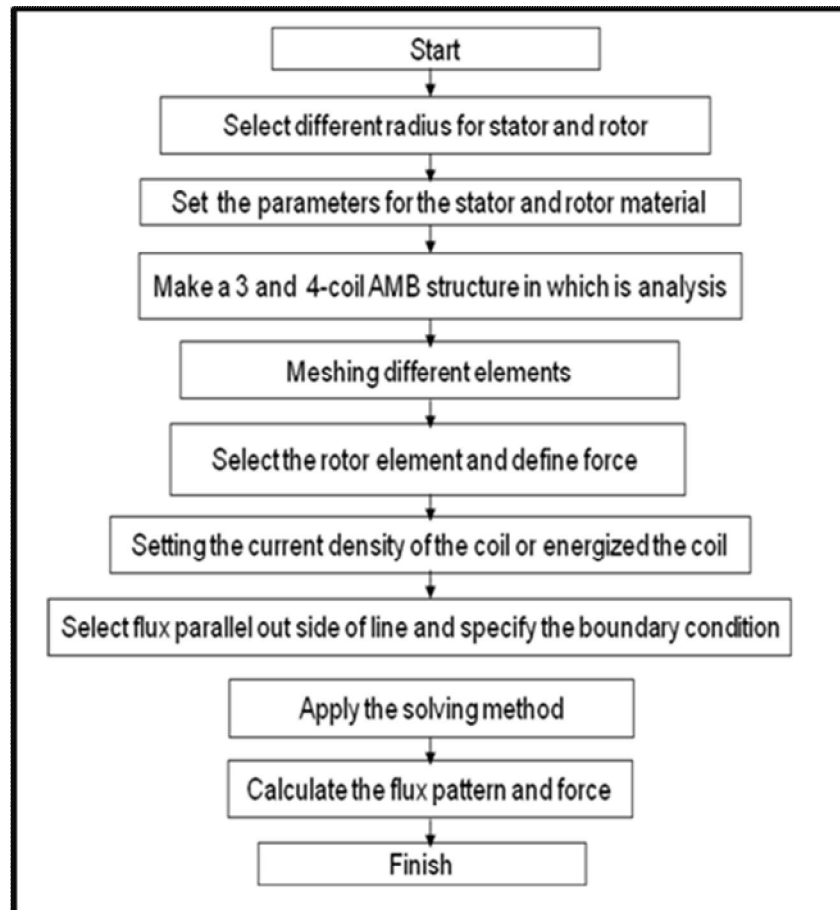 Start
Select different radius for stator and rotor
Set the parameters for the stator and rotor material
Make a 3 and 4-coil AMB structure in which is analysis
Meshing different elements
Select the rotor element and define force
Setting the current density of the coil or energized the coil
Select flux parallel out side of line and specify the boundary condition
Apply the solving method
Calculate the flux pattern and force
Finish